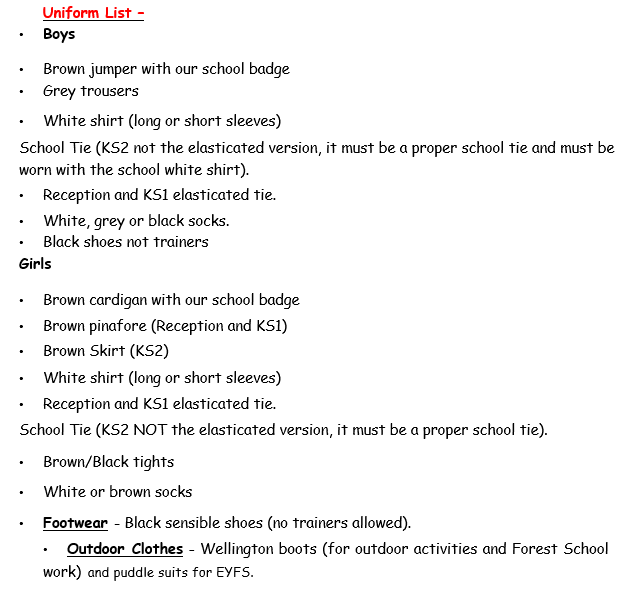 Uniform List -
• Boys
• Brown jumper with our school badge
• Grey trousers
• White shirt (long or short sleeves)
School Tie (KS2 not the elasticated version, it must be a proper school tie and must be
worn with the school white shirt).
• Reception and KS1 elasticated tie.
• White, grey or black socks.
• Black shoes not trainers
Girls
• Brown cardigan with our school badge
• Brown pinafore (Reception and KS1)
• Brown Skirt (KS2)
• White shirt (long or short sleeves)
• Reception and KS1 elasticated tie.
School Tie (KS2 NOT the elasticated version, it must be a proper school tie).
• Brown/Black tights
• White or brown socks
• Footwear - Black sensible shoes (no trainers allowed).
• Outdoor Clothes - Wellington boots (for outdoor activities and Forest School
work) and puddle suits for EYFS.